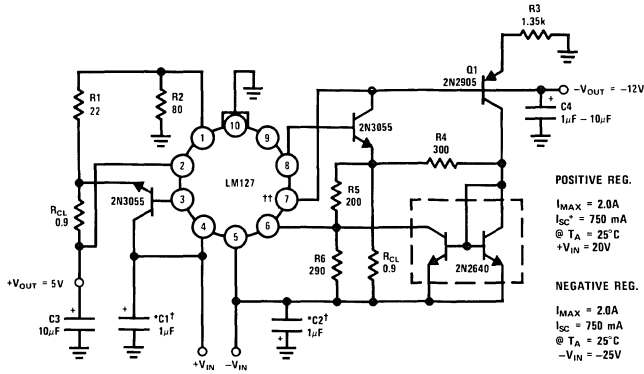 R3
1.35k
Q1
2N2905
−VOUT = −12V
C4
1μF – 10μF
R1
22
R2
80
10
1
9
2
8
2N3055
R4
300
LM127
2N3055
3
††
7
R5
200
RCL
0.9
4
5
6
R6
290
RCL
0.9
2N2640
+VOUT = 5V
C3
10μF
+
*C1†
1μF
+
*C2†
1μF
+
+
+VIN
−VIN
POSITIVE REG.
IMAX = 2.0A
ISC+ = 750 mA
@ TA = 25°C
+VIN = 20V
NEGATIVE REG.
IMAX = 2.0A
ISC = 750 mA
@ TA = 25°C
−VIN = −25V